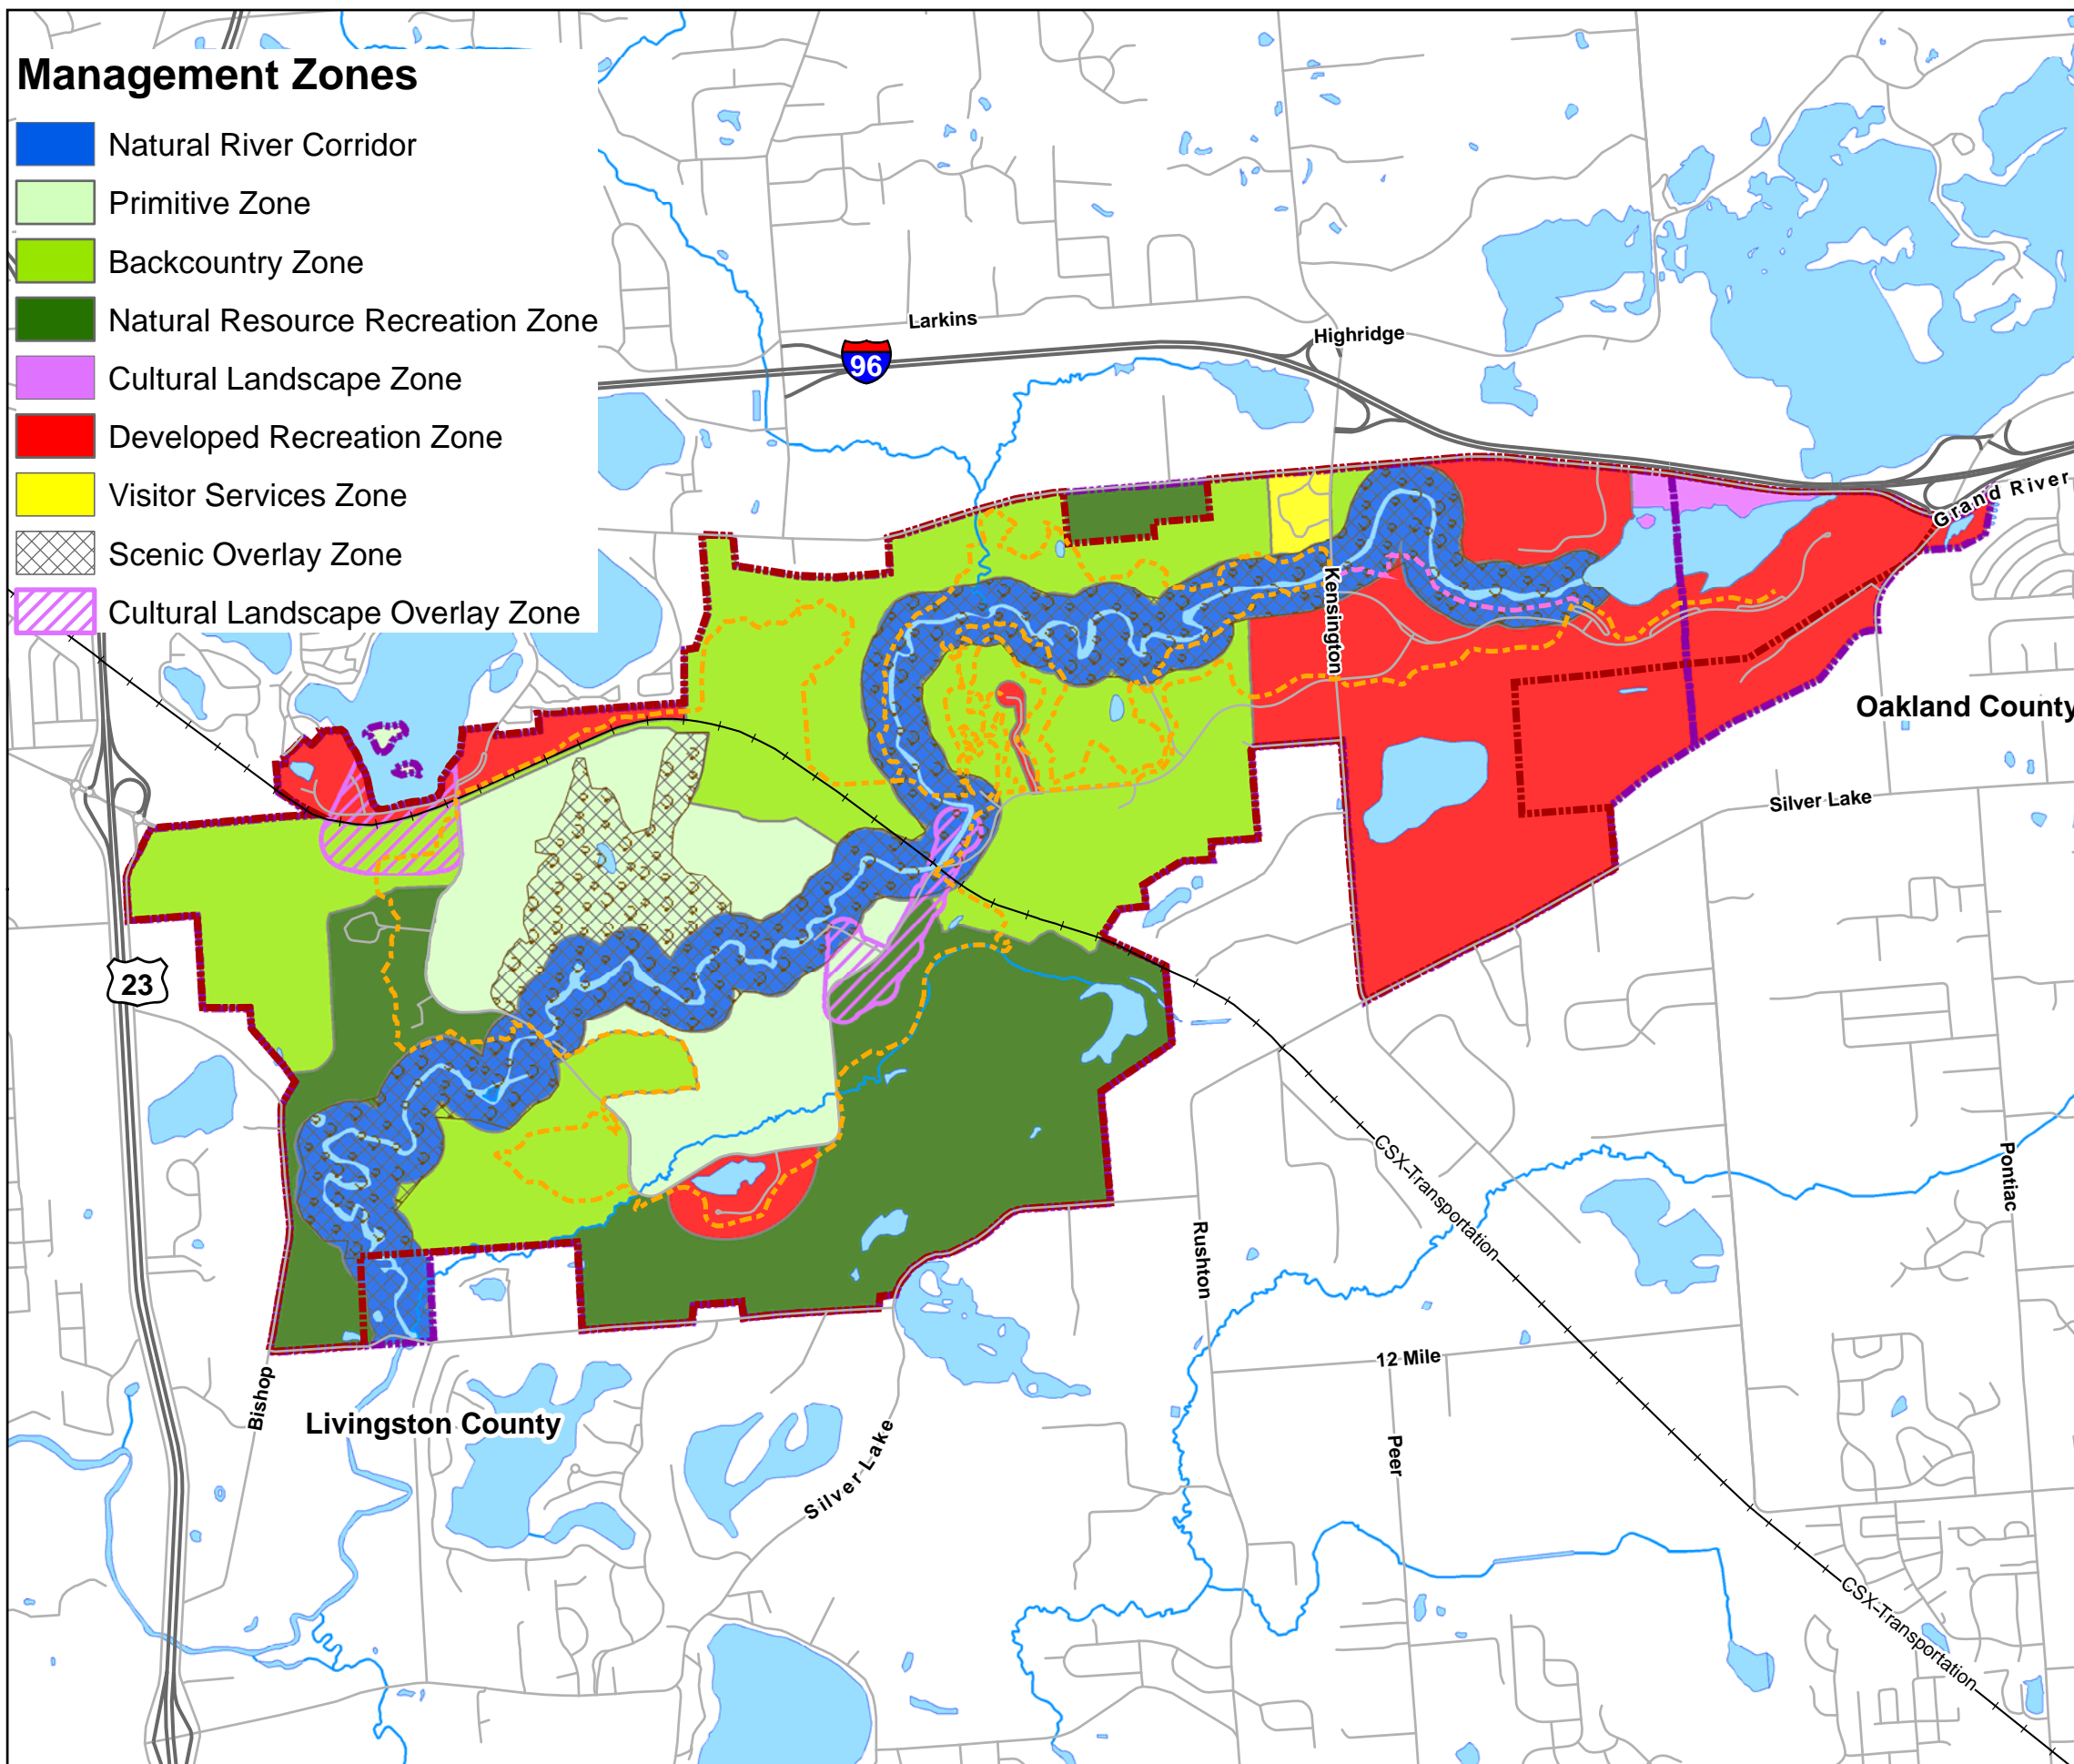 Management Zones
Natural River Corridor
Primitive Zone
Backcountry Zone
Natural Resource Recreation Zone
Cultural Landscape Zone
Developed Recreation Zone
Visitor Services Zone
Scenic Overlay Zone
Cultural Landscape Overlay Zone
Larkins
Highridge
96
Grand River
Kensington
Oakland County
Silver Lake
23
CSX-Transportation
Pontiac
Rushton
12 Mile
Bishop
Livingston County
Peer
Silver Lake
CSX-Transportation